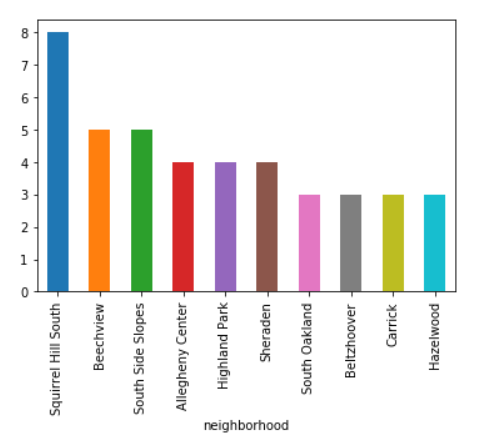 8
7
6
5
4
3
2
1
0
Squirrel Hill South
Beechview
South Side Slopes
Allegheny Center
Highland Park
Sheraden
South Oakland
Beltzhoover
Carrick
Hazelwood
neighborhood